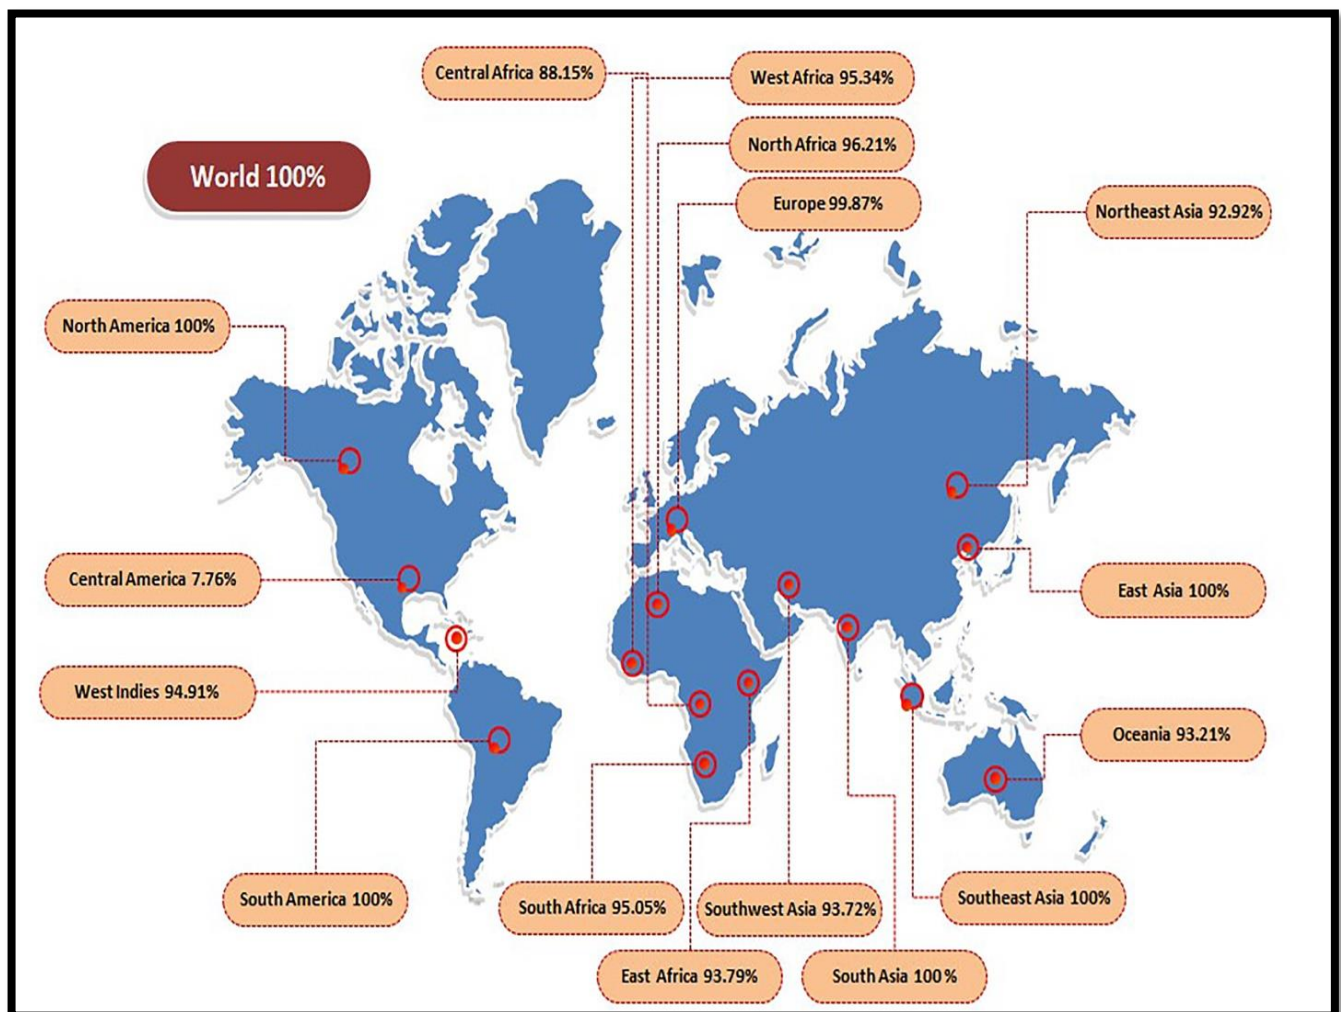 Central Africa 88.15%
West Africa 95.34%
North Africa 96.21%
World 100%
Europe 99.87%
Northeast Asia 92.92%
North America 100%
Central America 7.76%
East Asia 100%
West Indies 94.91%
Oceania 93.21%
South America 100%
South Africa 95.05%
Southwest Asia 93.72%
Southeast Asia 100%
East Africa 93.79%
South Asia 100 %